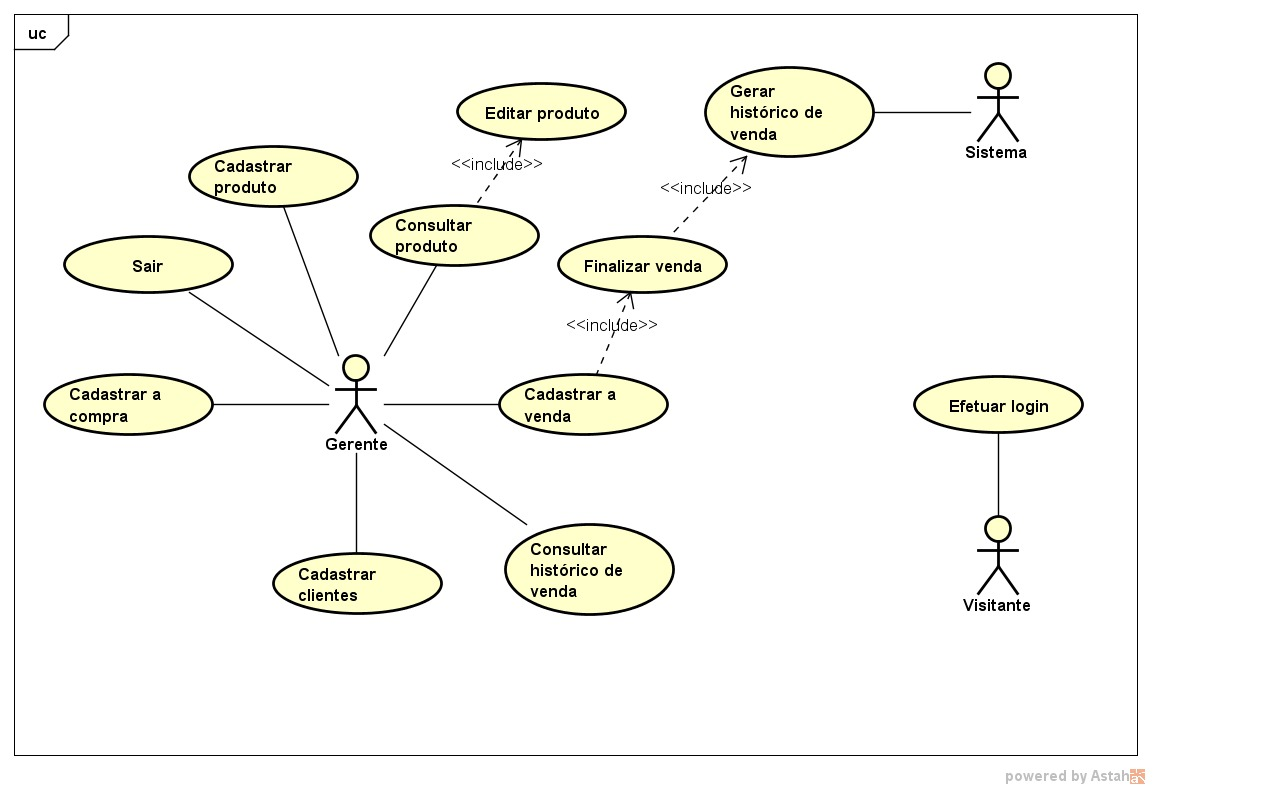 uc
Gerar
histórico de
venda
Sistema
Editar produto
<<include>>
<<include>>
Cadastrar
produto
Consultar
produto
Sair
Finalizar venda
<<include>>
Cadastrar a
compra
Gerente
Cadastrar a
venda
Efetuar login
Consultar
histórico de
venda
Cadastrar
clientes
Visitante
powered by Astah